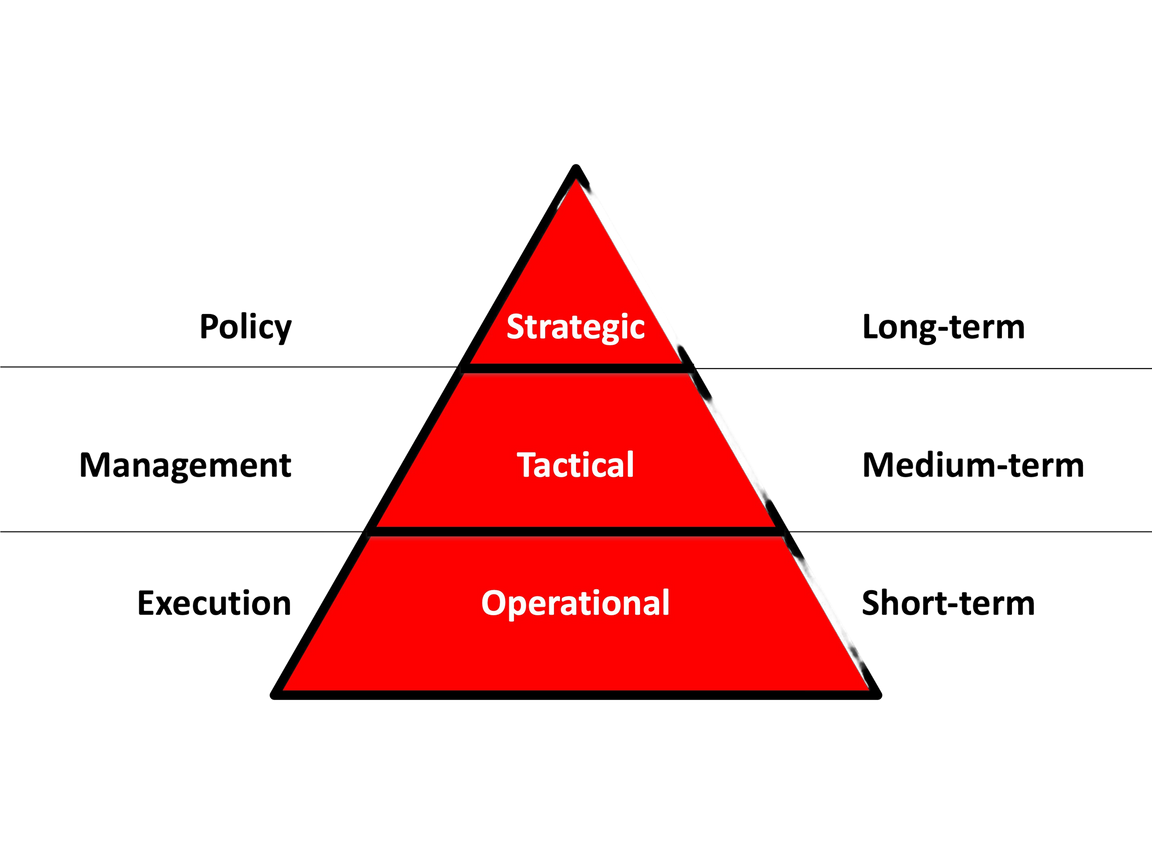 Policy Strategic Long-term
Management Tactical Medium-term
Execution Operational Short-term